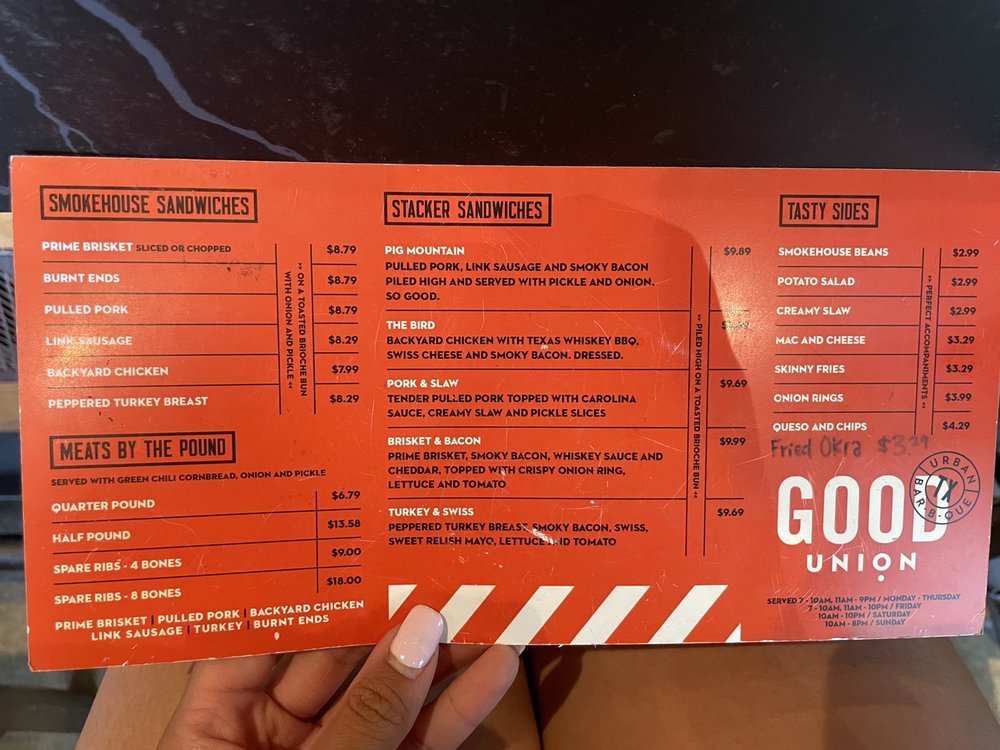 SMOKEHOUSE SANDWICHES
PRIME BRISKET SLICED OR CHOPPED $8.79
BURNT ENDS $8.79
PULLED PORK $8.79
LINK SAUSAGE $8.29
BACKYARD CHICKEN $7.99
PEPPERED TURKEY BREAST $8.29
›› ON A TOASTED BRIOCHE BUN
WITH ONION AND PICKLE ‹‹
MEATS BY THE POUND
SERVED WITH GREEN CHILI CORNBREAD, ONION AND PICKLE
QUARTER POUND $6.79
HALF POUND $13.58
SPARE RIBS - 4 BONES $9.00
SPARE RIBS - 8 BONES $18.00
PRIME BRISKET | PULLED PORK | BACKYARD CHICKEN
LINK SAUSAGE | TURKEY | BURNT ENDS
STACKER SANDWICHES
PIG MOUNTAIN $9.89
PULLED PORK, LINK SAUSAGE AND SMOKY BACON
PILED HIGH AND SERVED WITH PICKLE AND ONION.
SO GOOD.
THE BIRD
BACKYARD CHICKEN WITH TEXAS WHISKEY BBQ,
SWISS CHEESE AND SMOKY BACON. DRESSED.
PORK & SLAW $9.69
TENDER PULLED PORK TOPPED WITH CAROLINA
SAUCE, CREAMY SLAW AND PICKLE SLICES
BRISKET & BACON $9.99
PRIME BRISKET, SMOKY BACON, WHISKEY SAUCE AND
CHEDDAR, TOPPED WITH CRISPY ONION RING,
LETTUCE AND TOMATO
TURKEY & SWISS $9.69
PEPPERED TURKEY BREAST, SMOKY BACON, SWISS,
SWEET RELISH MAYO, LETTUCE AND TOMATO
›› PILED HIGH ON A TOASTED BRIOCHE BUN ‹‹
TASTY SIDES
SMOKEHOUSE BEANS $2.99
POTATO SALAD $2.99
CREAMY SLAW $2.99
MAC AND CHEESE $3.29
SKINNY FRIES $3.29
ONION RINGS $3.99
QUESO AND CHIPS $4.29
›› PERFECT ACCOMPANIMENTS ‹‹
Fried Okra $3.29
GOOD
UNION
URBAN
TX
BAR-B-QUE
SERVED 7 - 10AM, 11AM - 9PM / MONDAY - THURSDAY
7 - 10AM, 11AM - 10PM / FRIDAY
10AM - 10PM / SATURDAY
10AM - 8PM / SUNDAY